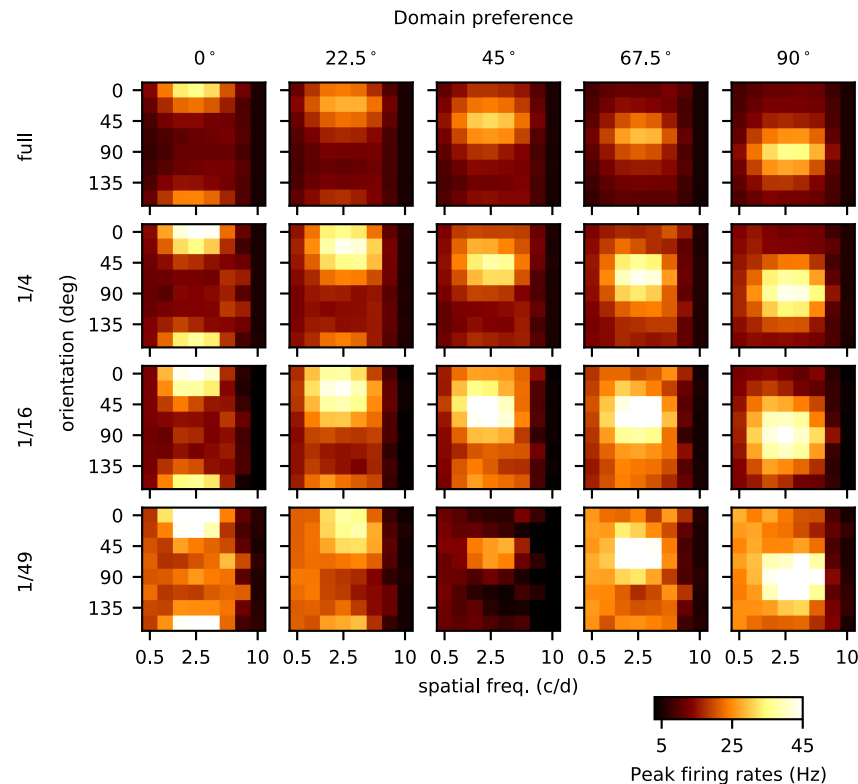 Domain preference
0° 22.5° 45° 67.5° 90°
full
0
45
90
135
1/4
0
45
90
135
1/16
0
45
90
135
1/49
0
45
90
135
orientation (deg)
0.5 2.5 10 0.5 2.5 10 0.5 2.5 10 0.5 2.5 10 0.5 2.5 10
spatial freq. (c/d)
5 25 45
Peak firing rates (Hz)